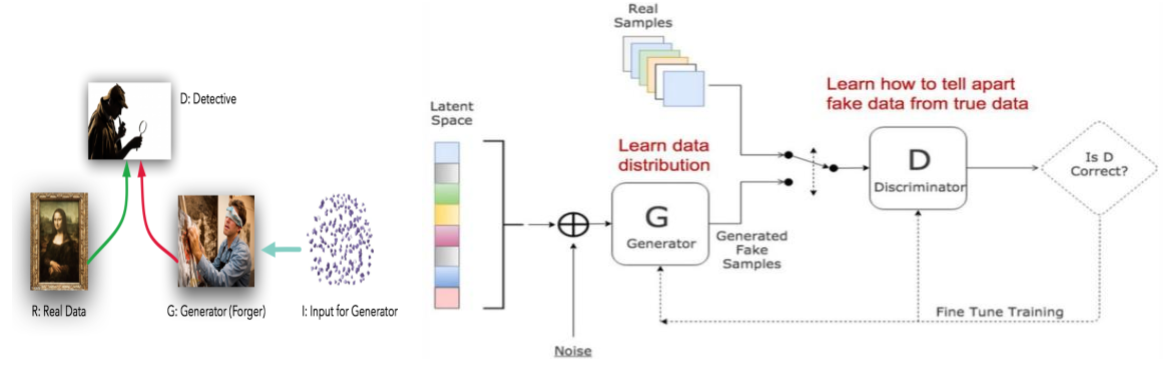 D: Detective
R: Real Data
G: Generator (Forger)
I: Input for Generator
Real
Samples
Latent
Space
Learn data
distribution
Learn how to tell apart
fake data from true data
G
Generator
Generated
Fake
Samples
D
Discriminator
Is D
Correct?
Fine Tune Training
Noise